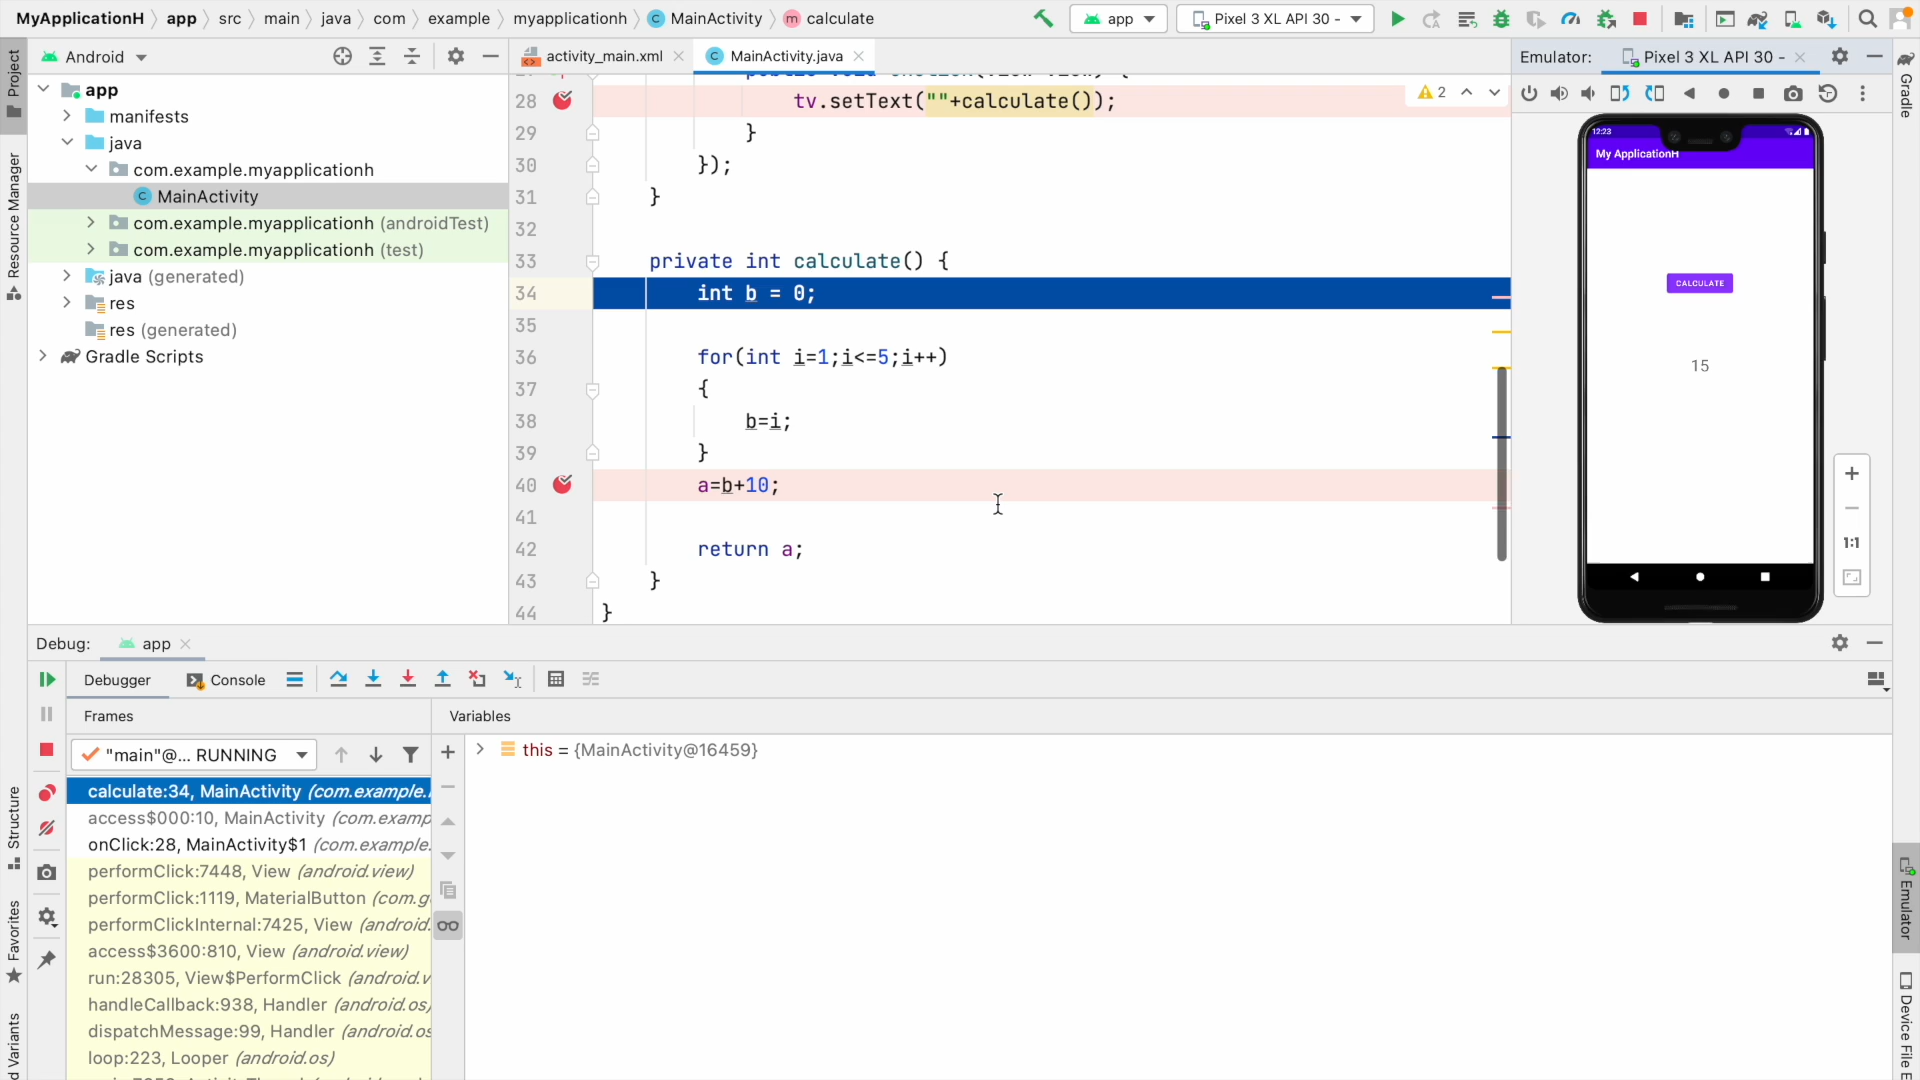 MyApplicationH app src main java com example myapplicationh MainActivity calculate
app Pixel 3 XL API 30 -
Project
Resource Manager
Structure
Favorites
Android
app
manifests
java
com.example.myapplicationh
MainActivity
com.example.myapplicationh (androidTest)
com.example.myapplicationh (test)
java (generated)
res
res (generated)
Gradle Scripts
activity_main.xml MainActivity.java
2
28 tv.setText(""+calculate());
29 }
30 });
31 }
32
33 private int calculate() {
34 int b = 0;
35
36 for(int i=1;i<=5;i++)
37 {
38 b=i;
39 }
40 a=b+10;
41
42 return a;
43 }
44 }
Emulator: Pixel 3 XL API 30 -
12:23
My ApplicationH
CALCULATE
15
1:1
Gradle
Emulator
Debug: app
Debugger Console
Frames
"main"@... RUNNING
calculate:34, MainActivity (com.example.
access$000:10, MainActivity (com.examp
onClick:28, MainActivity$1 (com.example.
performClick:7448, View (android.view)
performClick:1119, MaterialButton (com.g
performClickInternal:7425, View (android.
access$3600:810, View (android.view)
run:28305, View$PerformClick (android.v
handleCallback:938, Handler (android.os)
dispatchMessage:99, Handler (android.os
loop:223, Looper (android.os)
Variables
this = {MainActivity@16459}
Device File E
d Variants